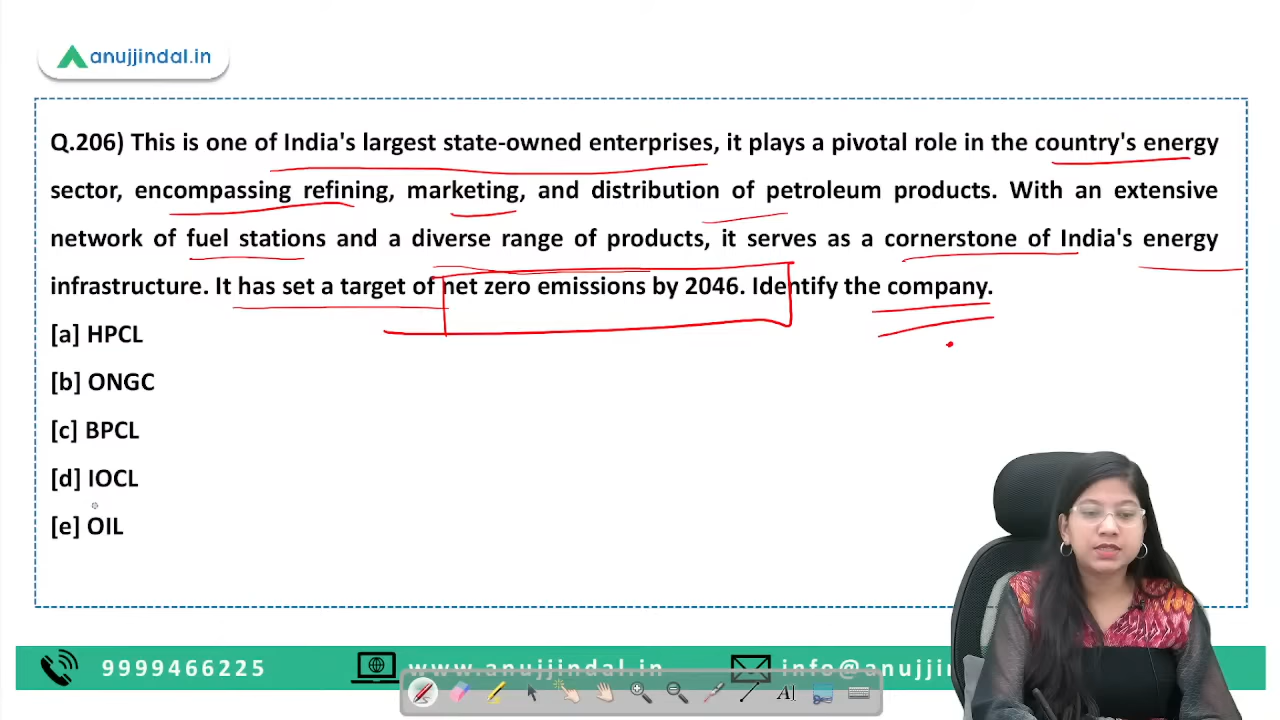 anujjindal.in
Q.206) This is one of India's largest state-owned enterprises, it plays a pivotal role in the country's energy
sector, encompassing refining, marketing, and distribution of petroleum products. With an extensive
network of fuel stations and a diverse range of products, it serves as a cornerstone of India's energy
infrastructure. It has set a target of net zero emissions by 2046. Identify the company.
[a] HPCL
[b] ONGC
[c] BPCL
[d] IOCL
[e] OIL
9999466225
www.anujjindal.in
info@anujji
AI